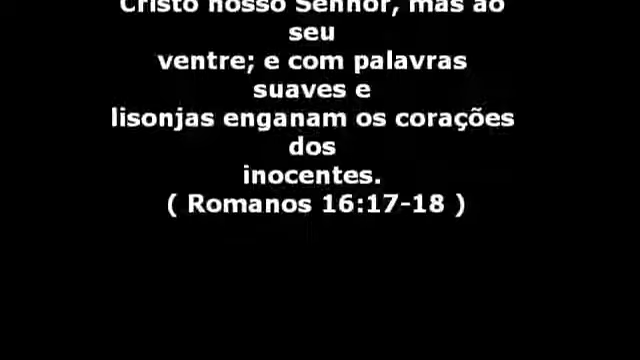 Cristo nosso Senhor, mas ao
seu
ventre; e com palavras
suaves e
lisonjas enganam os corações
dos
inocentes.
( Romanos 16:17-18 )